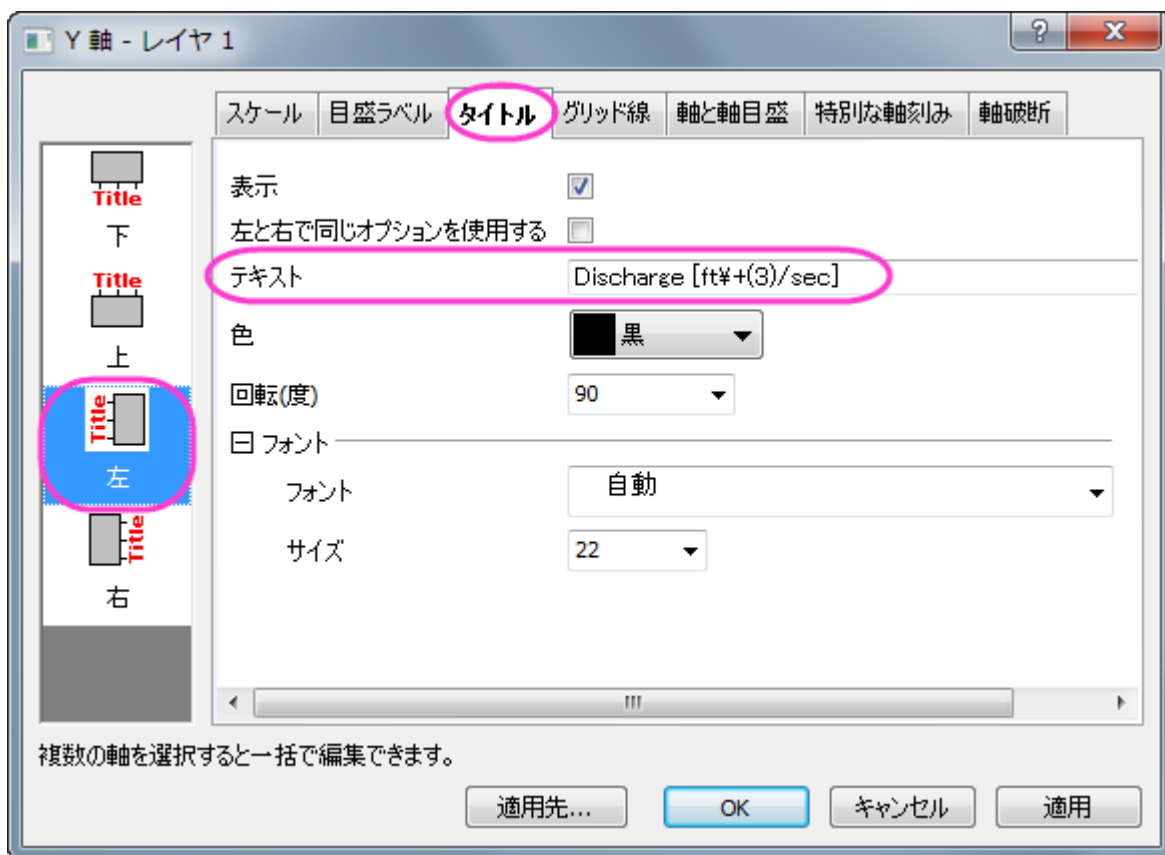 Y 軸 - レイヤ 1
スケール 目盛ラベル タイトル グリッド線 軸と軸目盛 特別な軸刻み 軸破断
Title
下
Title
上
Title
左
Title
右
表示
左と右で同じオプションを使用する
テキスト Discharge [ft¥+(3)/sec]
色 黒
回転(度) 90
フォント
フォント 自動
サイズ 22
複数の軸を選択すると一括で編集できます。
適用先... OK キャンセル 適用